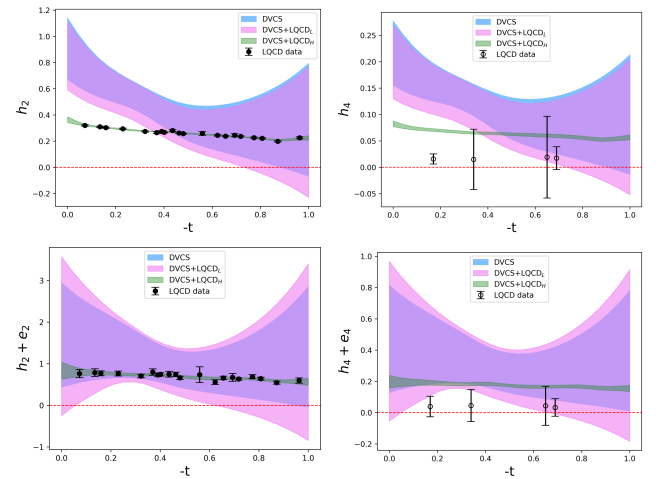 1.2
1.0
0.8
0.6
0.4
0.2
0.0
−0.2
h2
0.0
0.2
0.4
0.6
0.8
1.0
-t
DVCS
DVCS+LQCDL
DVCS+LQCDH
LQCD data
0.25
0.20
0.15
0.10
0.05
0.00
0.05
h4
0.0
0.2
0.4
0.6
0.8
1.0
-t
DVCS
DVCS+LQCDL
DVCS+LQCDH
LQCD data
3
2
1
0
−1
h2 + e2
0.0
0.2
0.4
0.6
0.8
1.0
-t
DVCS
DVCS+LQCDL
DVCS+LQCDH
LQCD data
1.0
0.8
0.6
0.4
0.2
0.0
−0.2
h4 + e4
0.0
0.2
0.4
0.6
0.8
1.0
-t
DVCS
DVCS+LQCDL
DVCS+LQCDH
LQCD data